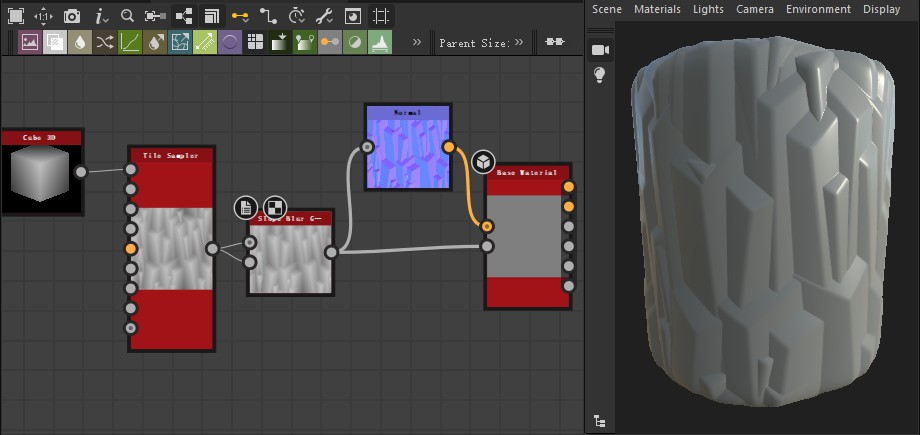 Scene Materials Lights Camera Environment Display
Parent Size:
Normal
Cube 3D
Tile Sampler
Base Material
Slope Blur G—